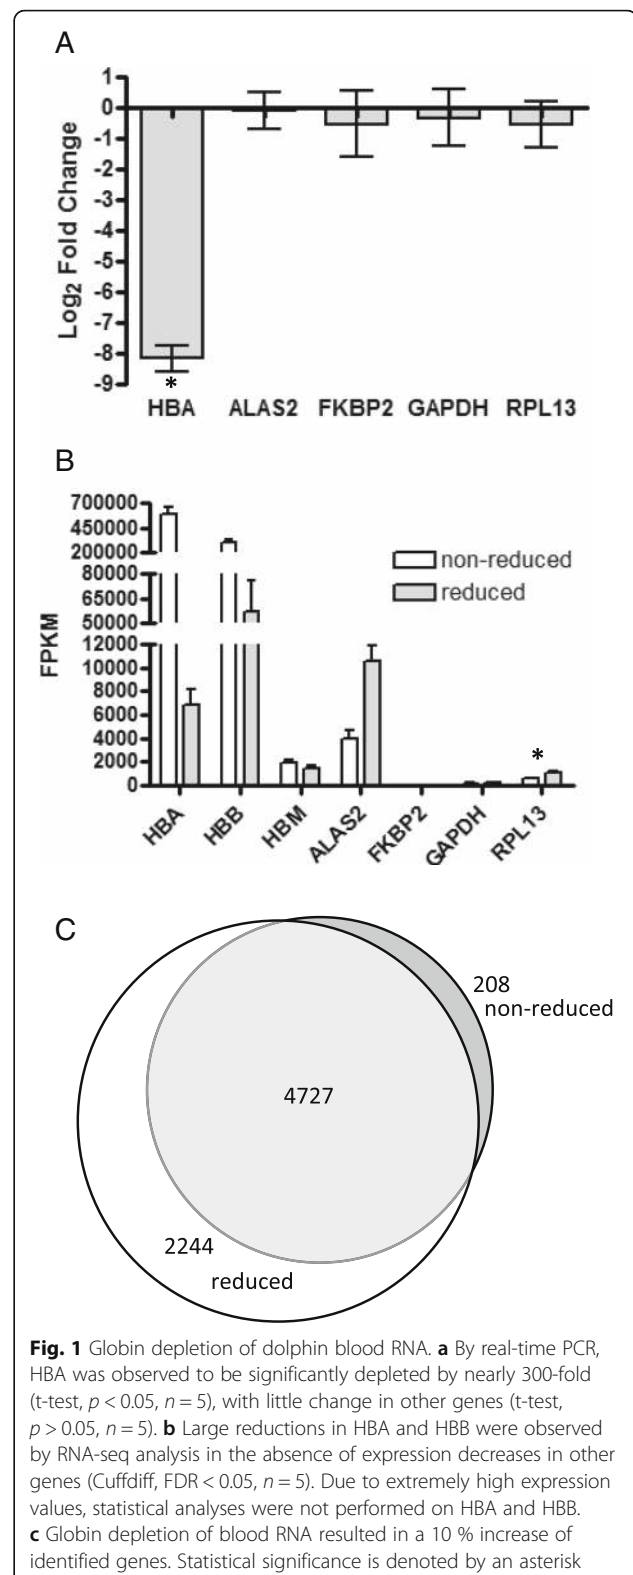 A
1
0
-1
-2
-3
-4
-5
-6
-7
-8
-9
Log2 Fold Change
*
HBA ALAS2 FKBP2 GAPDH RPL13
B
700000
450000
200000
80000
65000
50000
12000
10000
8000
6000
4000
2000
0
FPKM
non-reduced
reduced
*
HBA HBB HBM ALAS2 FKBP2 GAPDH RPL13
C
208
non-reduced
4727
2244
reduced
Fig. 1 Globin depletion of dolphin blood RNA. a By real-time PCR,
HBA was observed to be significantly depleted by nearly 300-fold
(t-test, p < 0.05, n = 5), with little change in other genes (t-test,
p > 0.05, n = 5). b Large reductions in HBA and HBB were observed
by RNA-seq analysis in the absence of expression decreases in other
genes (Cuffdiff, FDR < 0.05, n = 5). Due to extremely high expression
values, statistical analyses were not performed on HBA and HBB.
c Globin depletion of blood RNA resulted in a 10 % increase of
identified genes. Statistical significance is denoted by an asterisk